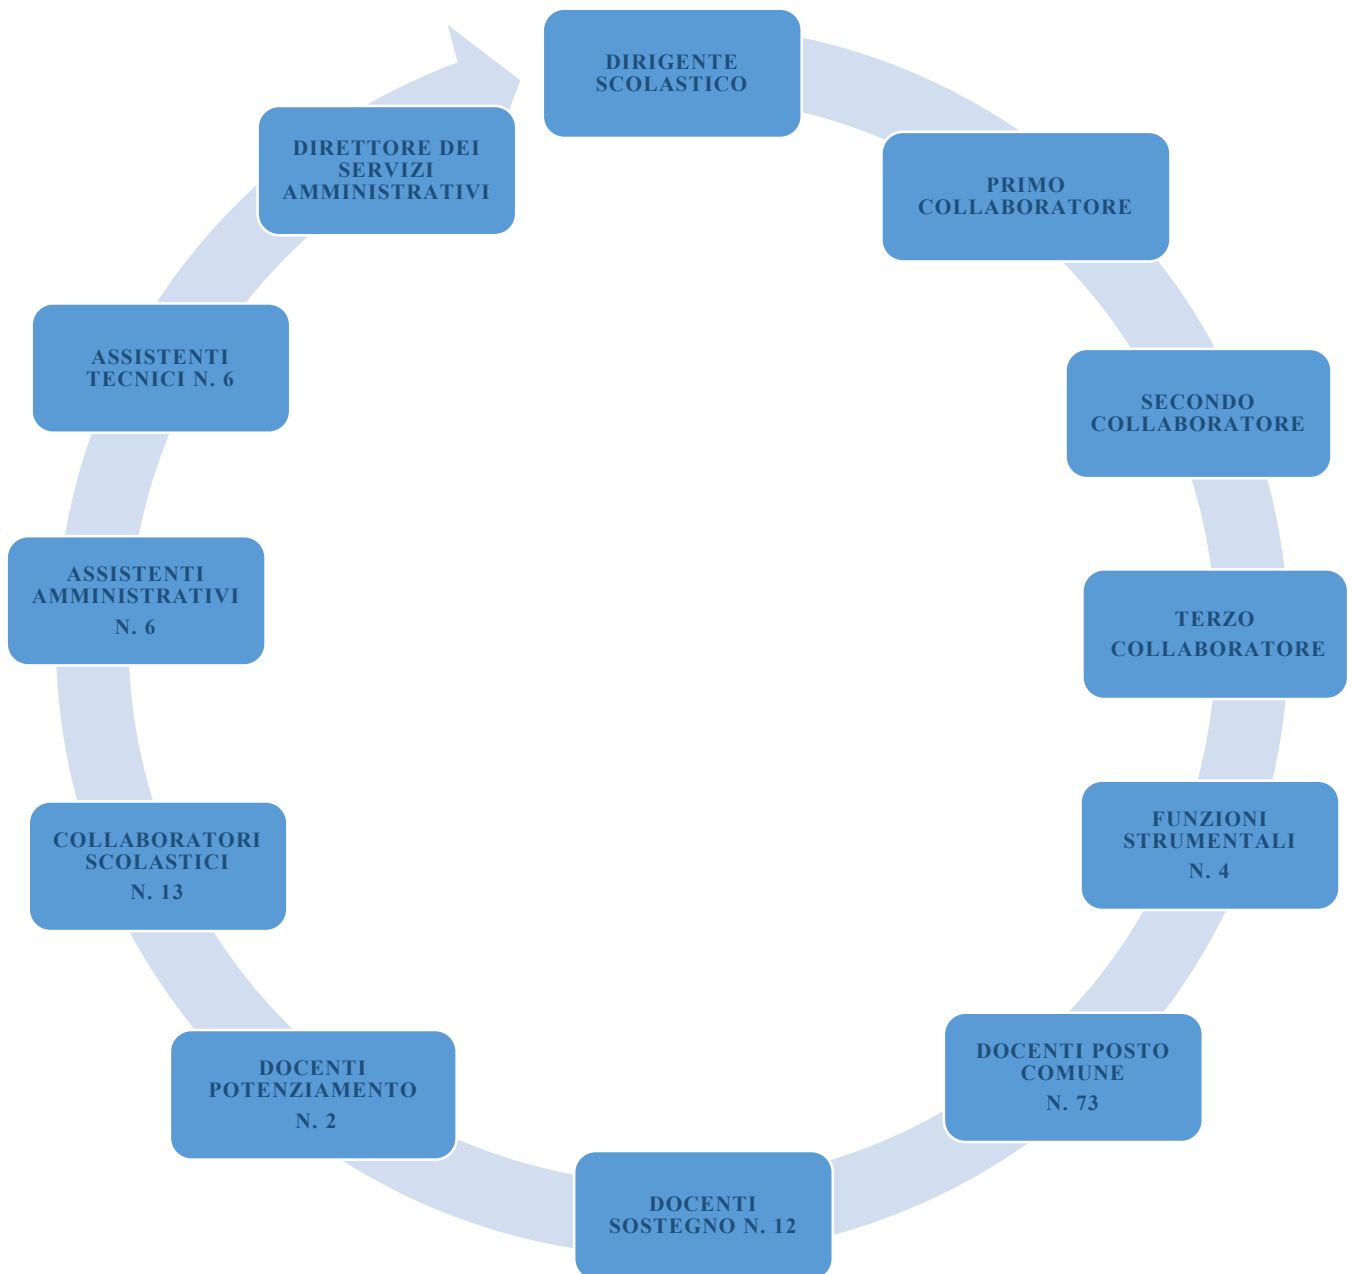 DIRIGENTE
SCOLASTICO
PRIMO
COLLABORATORE
SECONDO
COLLABORATORE
TERZO
COLLABORATORE
FUNZIONI
STRUMENTALI
N. 4
DOCENTI POSTO
COMUNE
N. 73
DOCENTI
SOSTEGNO N. 12
DOCENTI
POTENZIAMENTO
N. 2
COLLABORATORI
SCOLASTICI
N. 13
ASSISTENTI
AMMINISTRATIVI
N. 6
ASSISTENTI
TECNICI N. 6
DIRETTORE DEI
SERVIZI
AMMINISTRATIVI